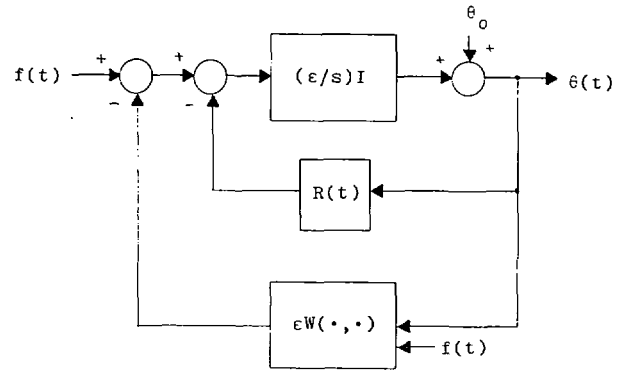 θ₀
+ + + +
f(t) (ε/s)I θ(t)
- -
R(t)
εW(•,•)
f(t)